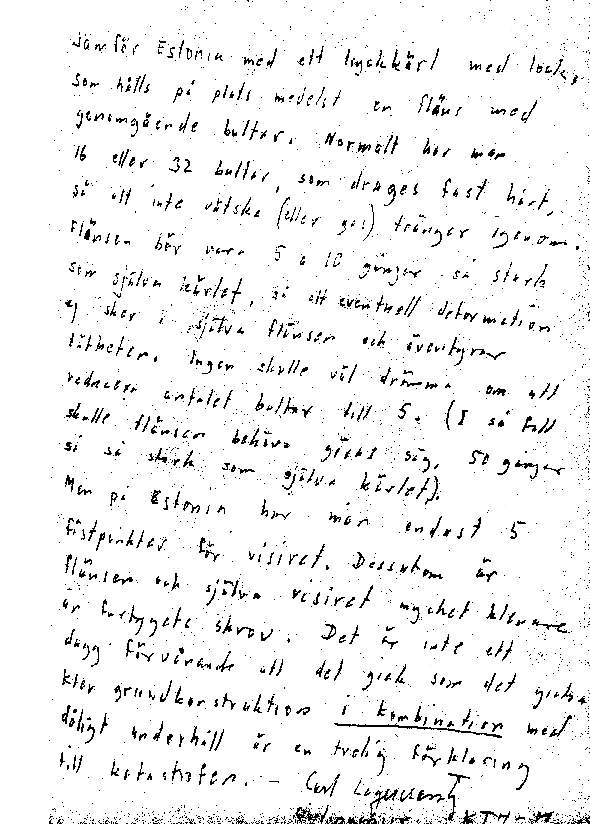 Jämför Estonia med ett tryckkärl med lock,
som hålls på plats medelst en fläns med
genomgående bultar. Normalt har man
16 eller 32 bultar, som drages fast hårt,
så att inte vätska (eller gas) tränger igenom.
Flänsen bör vara 5 a 10 gånger så stark
som själva kärlet, så att eventuell deformation
ej sker i själva flänsen och äventyrar
tätheten. Ingen skulle väl drömma om att
reducera antalet bultar till 5. (I så fall
skulle flänsen behöva göras säg, 50 gånger
så stark som själva kärlet).
Men på Estonia har man endast 5
fästpunkter för visiret. Dessutom är
flänsen och själva visiret mycket klenare
än fartygets skrov. Det är inte ett
dugg förvånande att det gick som det gick.
klen grundkonstruktion i kombination med
dåligt underhåll är en trolig förklaring
till katastrofen. - Carl
KTH